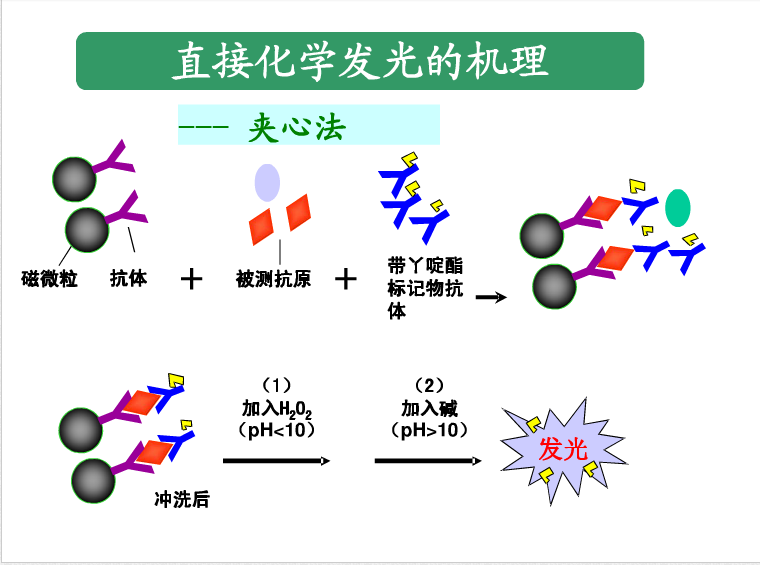 直接化学发光的机理
--- 夹心法
磁微粒
抗体
+
被测抗原
+
带丫啶酯
标记物抗
体
冲洗后
（1）
加入H₂O₂
（pH<10）
（2）
加入碱
（pH>10）
发光